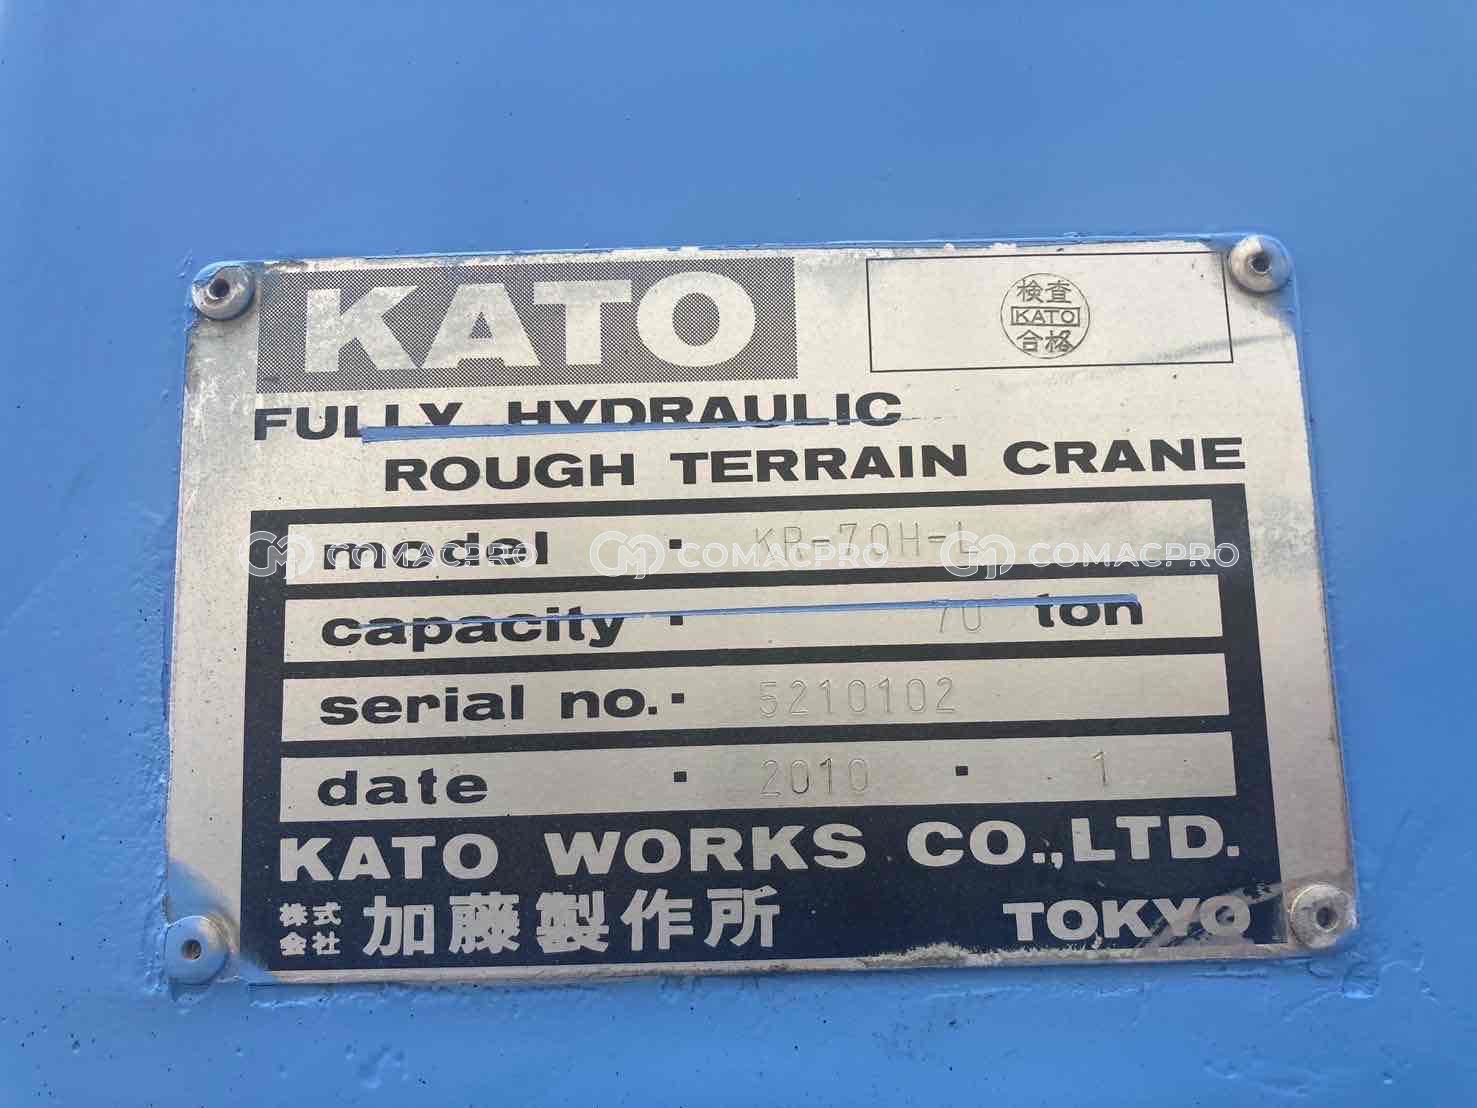 KATO
検査
KATO
合格
FULLY HYDRAULIC
ROUGH TERRAIN CRANE
model · KR-70H-L
COMACPRO COMACPRO COMACPRO
capacity · 70 ton
serial no. · 5210102
date · 2010 · 1
KATO WORKS CO.,LTD.
株式会社 加藤製作所 TOKYO